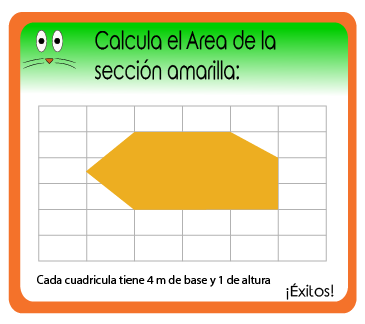 Calcula el Area de la
sección amarilla:
Cada cuadricula tiene 4 m de base y 1 de altura
¡Éxitos!